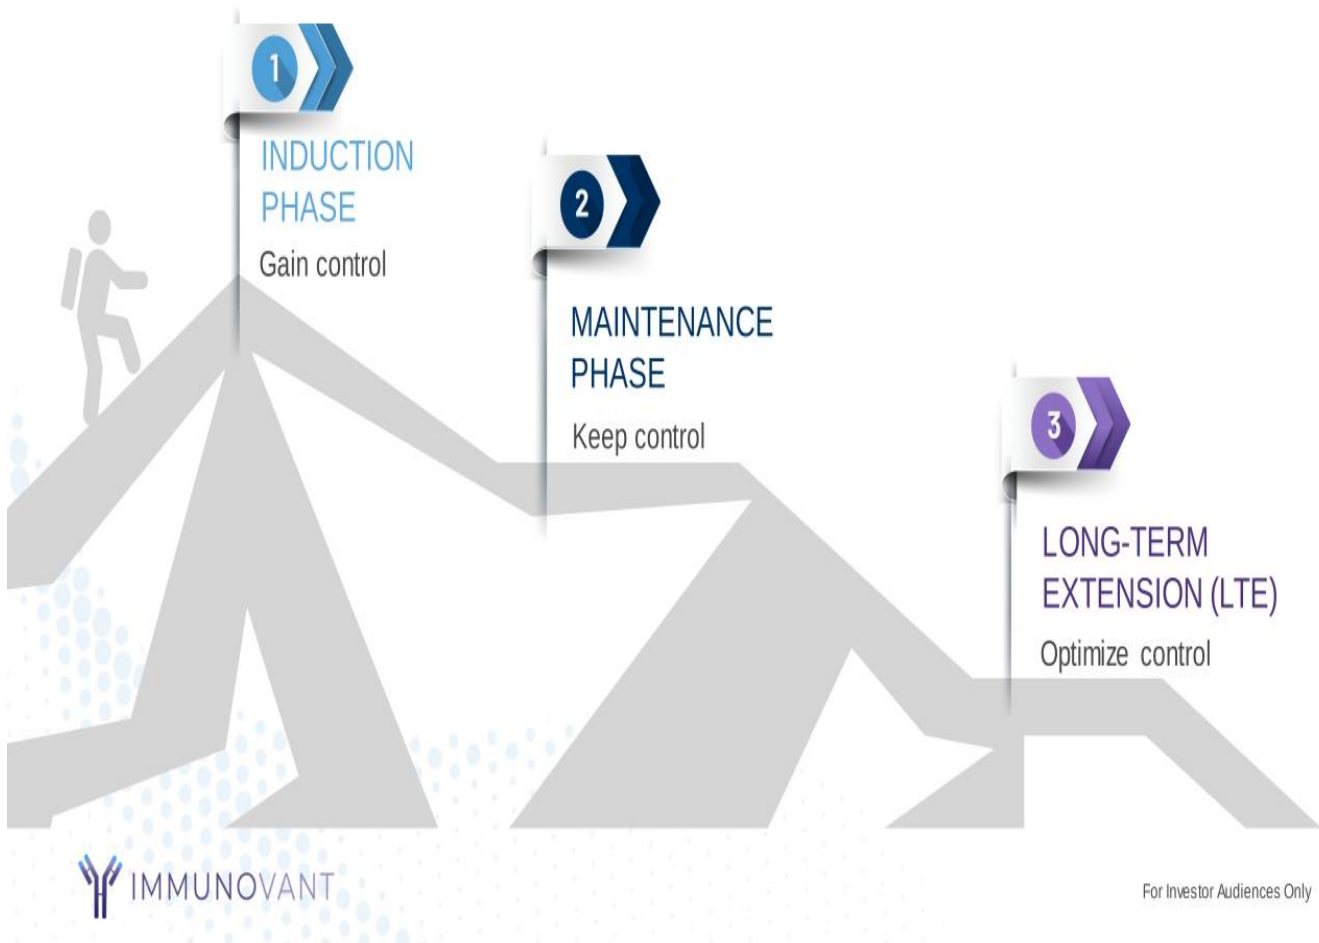 1
INDUCTION
PHASE
Gain control
2
MAINTENANCE
PHASE
Keep control
3
LONG-TERM
EXTENSION (LTE)
Optimize control
IMMUNOVANT
For Investor Audiences Only